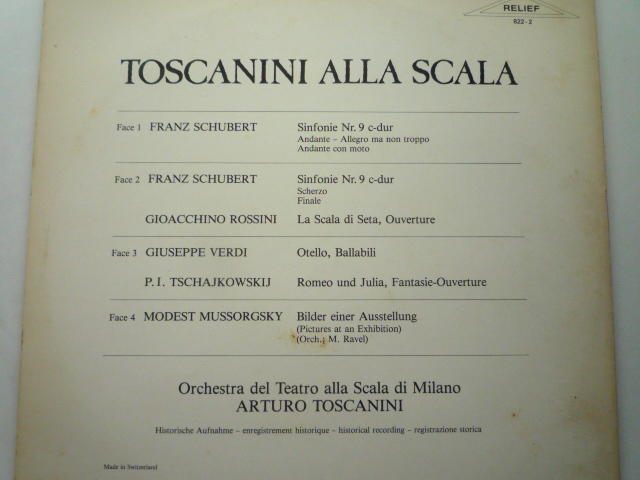 RELIEF
822-2
TOSCANINI ALLA SCALA
Face 1 FRANZ SCHUBERT Sinfonie Nr. 9 c-dur
Andante – Allegro ma non troppo
Andante con moto
Face 2 FRANZ SCHUBERT Sinfonie Nr. 9 c-dur
Scherzo
Finale
GIOACCHINO ROSSINI La Scala di Seta, Ouverture
Face 3 GIUSEPPE VERDI Otello, Ballabili
P. I. TSCHAJKOWSKIJ Romeo und Julia, Fantasie-Ouverture
Face 4 MODEST MUSSORGSKY Bilder einer Ausstellung
(Pictures at an Exhibition)
(Orch.: M. Ravel)
Orchestra del Teatro alla Scala di Milano
ARTURO TOSCANINI
Historische Aufnahme – enregistrement historique – historical recording – registrazione storica
Made in Switzerland